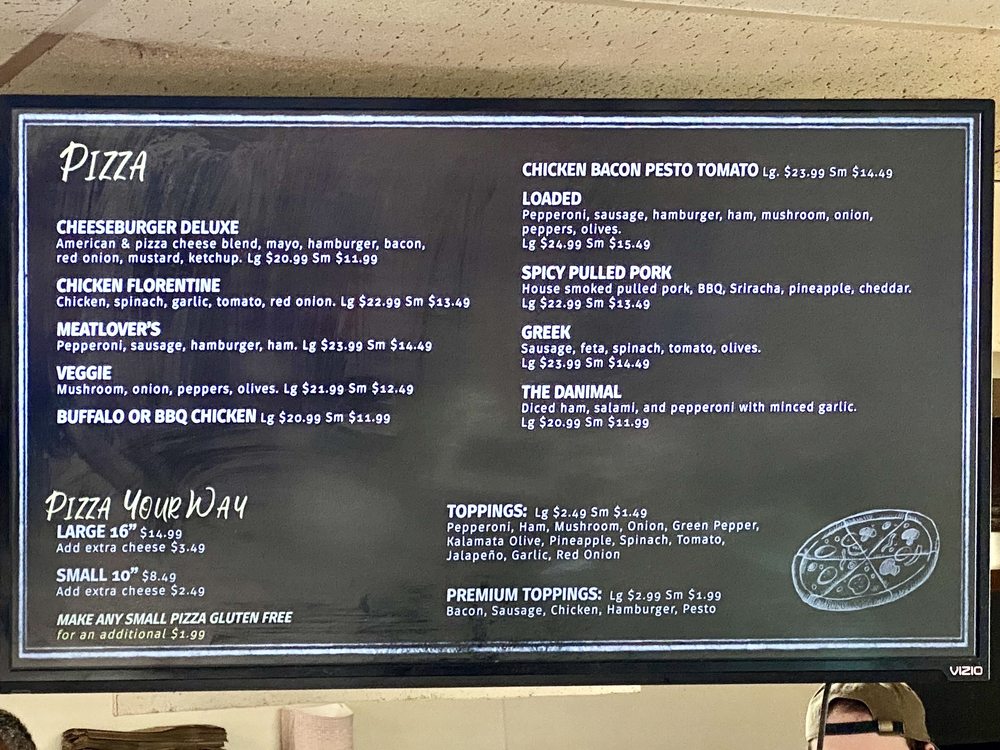 PIZZA
CHEESEBURGER DELUXE
American & pizza cheese blend, mayo, hamburger, bacon,
red onion, mustard, ketchup. Lg $20.99 Sm $11.99
CHICKEN FLORENTINE
Chicken, spinach, garlic, tomato, red onion. Lg $22.99 Sm $13.49
MEATLOVER'S
Pepperoni, sausage, hamburger, ham. Lg $23.99 Sm $14.49
VEGGIE
Mushroom, onion, peppers, olives. Lg $21.99 Sm $12.49
BUFFALO OR BBQ CHICKEN Lg $20.99 Sm $11.99
CHICKEN BACON PESTO TOMATO Lg. $23.99 Sm $14.49
LOADED
Pepperoni, sausage, hamburger, ham, mushroom, onion,
peppers, olives.
Lg $24.99 Sm $15.49
SPICY PULLED PORK
House smoked pulled pork, BBQ, Sriracha, pineapple, cheddar.
Lg $22.99 Sm $13.49
GREEK
Sausage, feta, spinach, tomato, olives.
Lg $23.99 Sm $14.49
THE DANIMAL
Diced ham, salami, and pepperoni with minced garlic.
Lg $20.99 Sm $11.99
PIZZA YOUR WAY
LARGE 16" $14.99
Add extra cheese $3.49
SMALL 10" $8.49
Add extra cheese $2.49
MAKE ANY SMALL PIZZA GLUTEN FREE
for an additional $1.99
TOPPINGS: Lg $2.49 Sm $1.49
Pepperoni, Ham, Mushroom, Onion, Green Pepper,
Kalamata Olive, Pineapple, Spinach, Tomato,
Jalapeño, Garlic, Red Onion
PREMIUM TOPPINGS: Lg $2.99 Sm $1.99
Bacon, Sausage, Chicken, Hamburger, Pesto
VIZIO